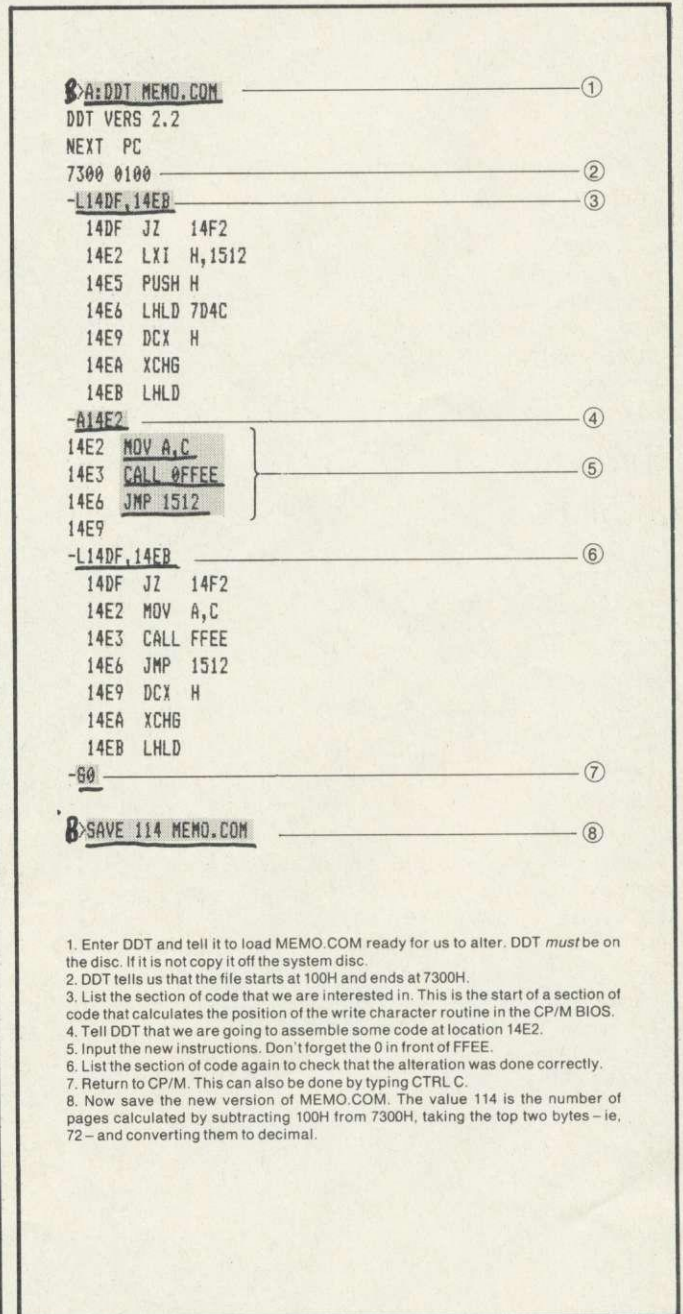 B>A:DDT MEMO.COM ①
DDT VERS 2.2
NEXT PC
7300 0100 ②
-L14DF,14EB ③
14DF JZ 14F2
14E2 LXI H,1512
14E5 PUSH H
14E6 LHLD 7D4C
14E9 DCX H
14EA XCHG
14EB LHLD
-A14E2 ④
14E2 MOV A,C
14E3 CALL 0FFEE ⑤
14E6 JMP 1512
14E9
-L14DF,14EB ⑥
14DF JZ 14F2
14E2 MOV A,C
14E3 CALL FFEE
14E6 JMP 1512
14E9 DCX H
14EA XCHG
14EB LHLD
-G0 ⑦
B>SAVE 114 MEMO.COM ⑧
1. Enter DDT and tell it to load MEMO.COM ready for us to alter. DDT must be on
the disc. If it is not copy it off the system disc.
2. DDT tells us that the file starts at 100H and ends at 7300H.
3. List the section of code that we are interested in. This is the start of a section of
code that calculates the position of the write character routine in the CP/M BIOS.
4. Tell DDT that we are going to assemble some code at location 14E2.
5. Input the new instructions. Don't forget the 0 in front of FFEE.
6. List the section of code again to check that the alteration was done correctly.
7. Return to CP/M. This can also be done by typing CTRL C.
8. Now save the new version of MEMO.COM. The value 114 is the number of
pages calculated by subtracting 100H from 7300H, taking the top two bytes – ie,
72 – and converting them to decimal.